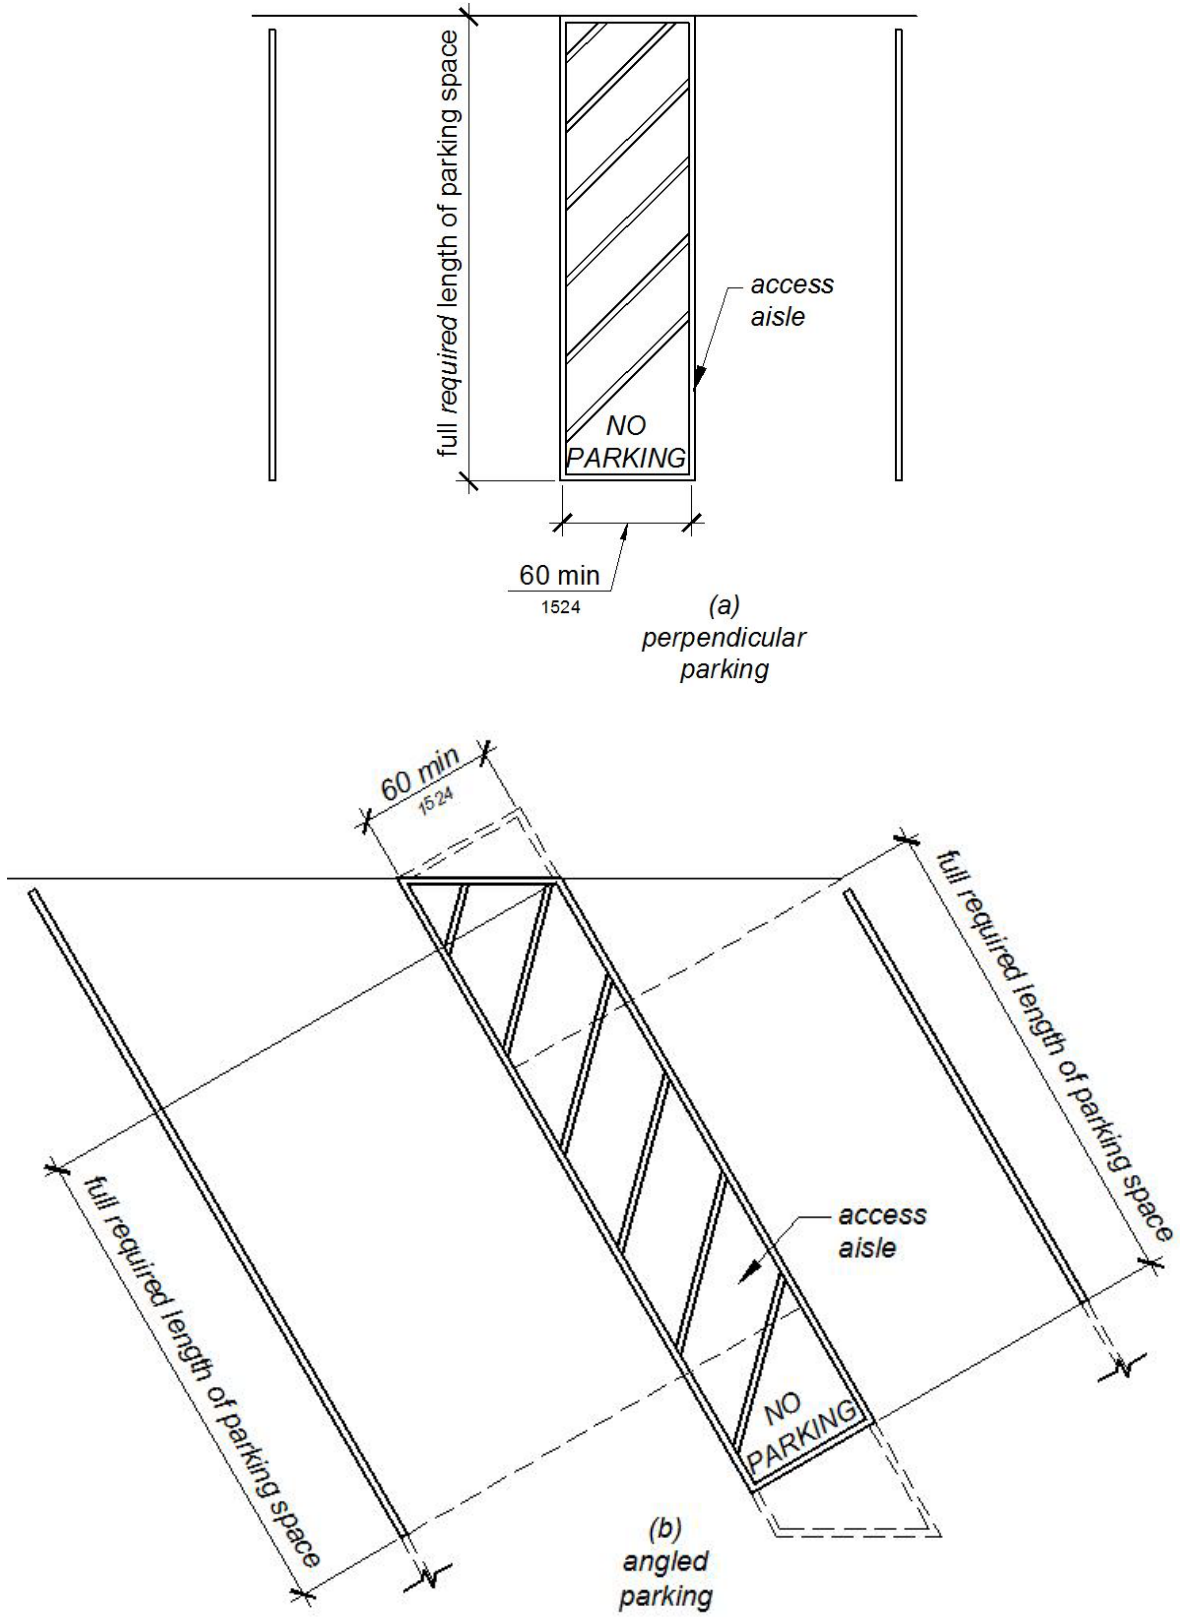 full required length of parking space
access
aisle
NO
PARKING
60 min
1524
(a)
perpendicular
parking
60 min
1524
full required length of parking space
full required length of parking space
access
aisle
NO
PARKING
(b)
angled
parking